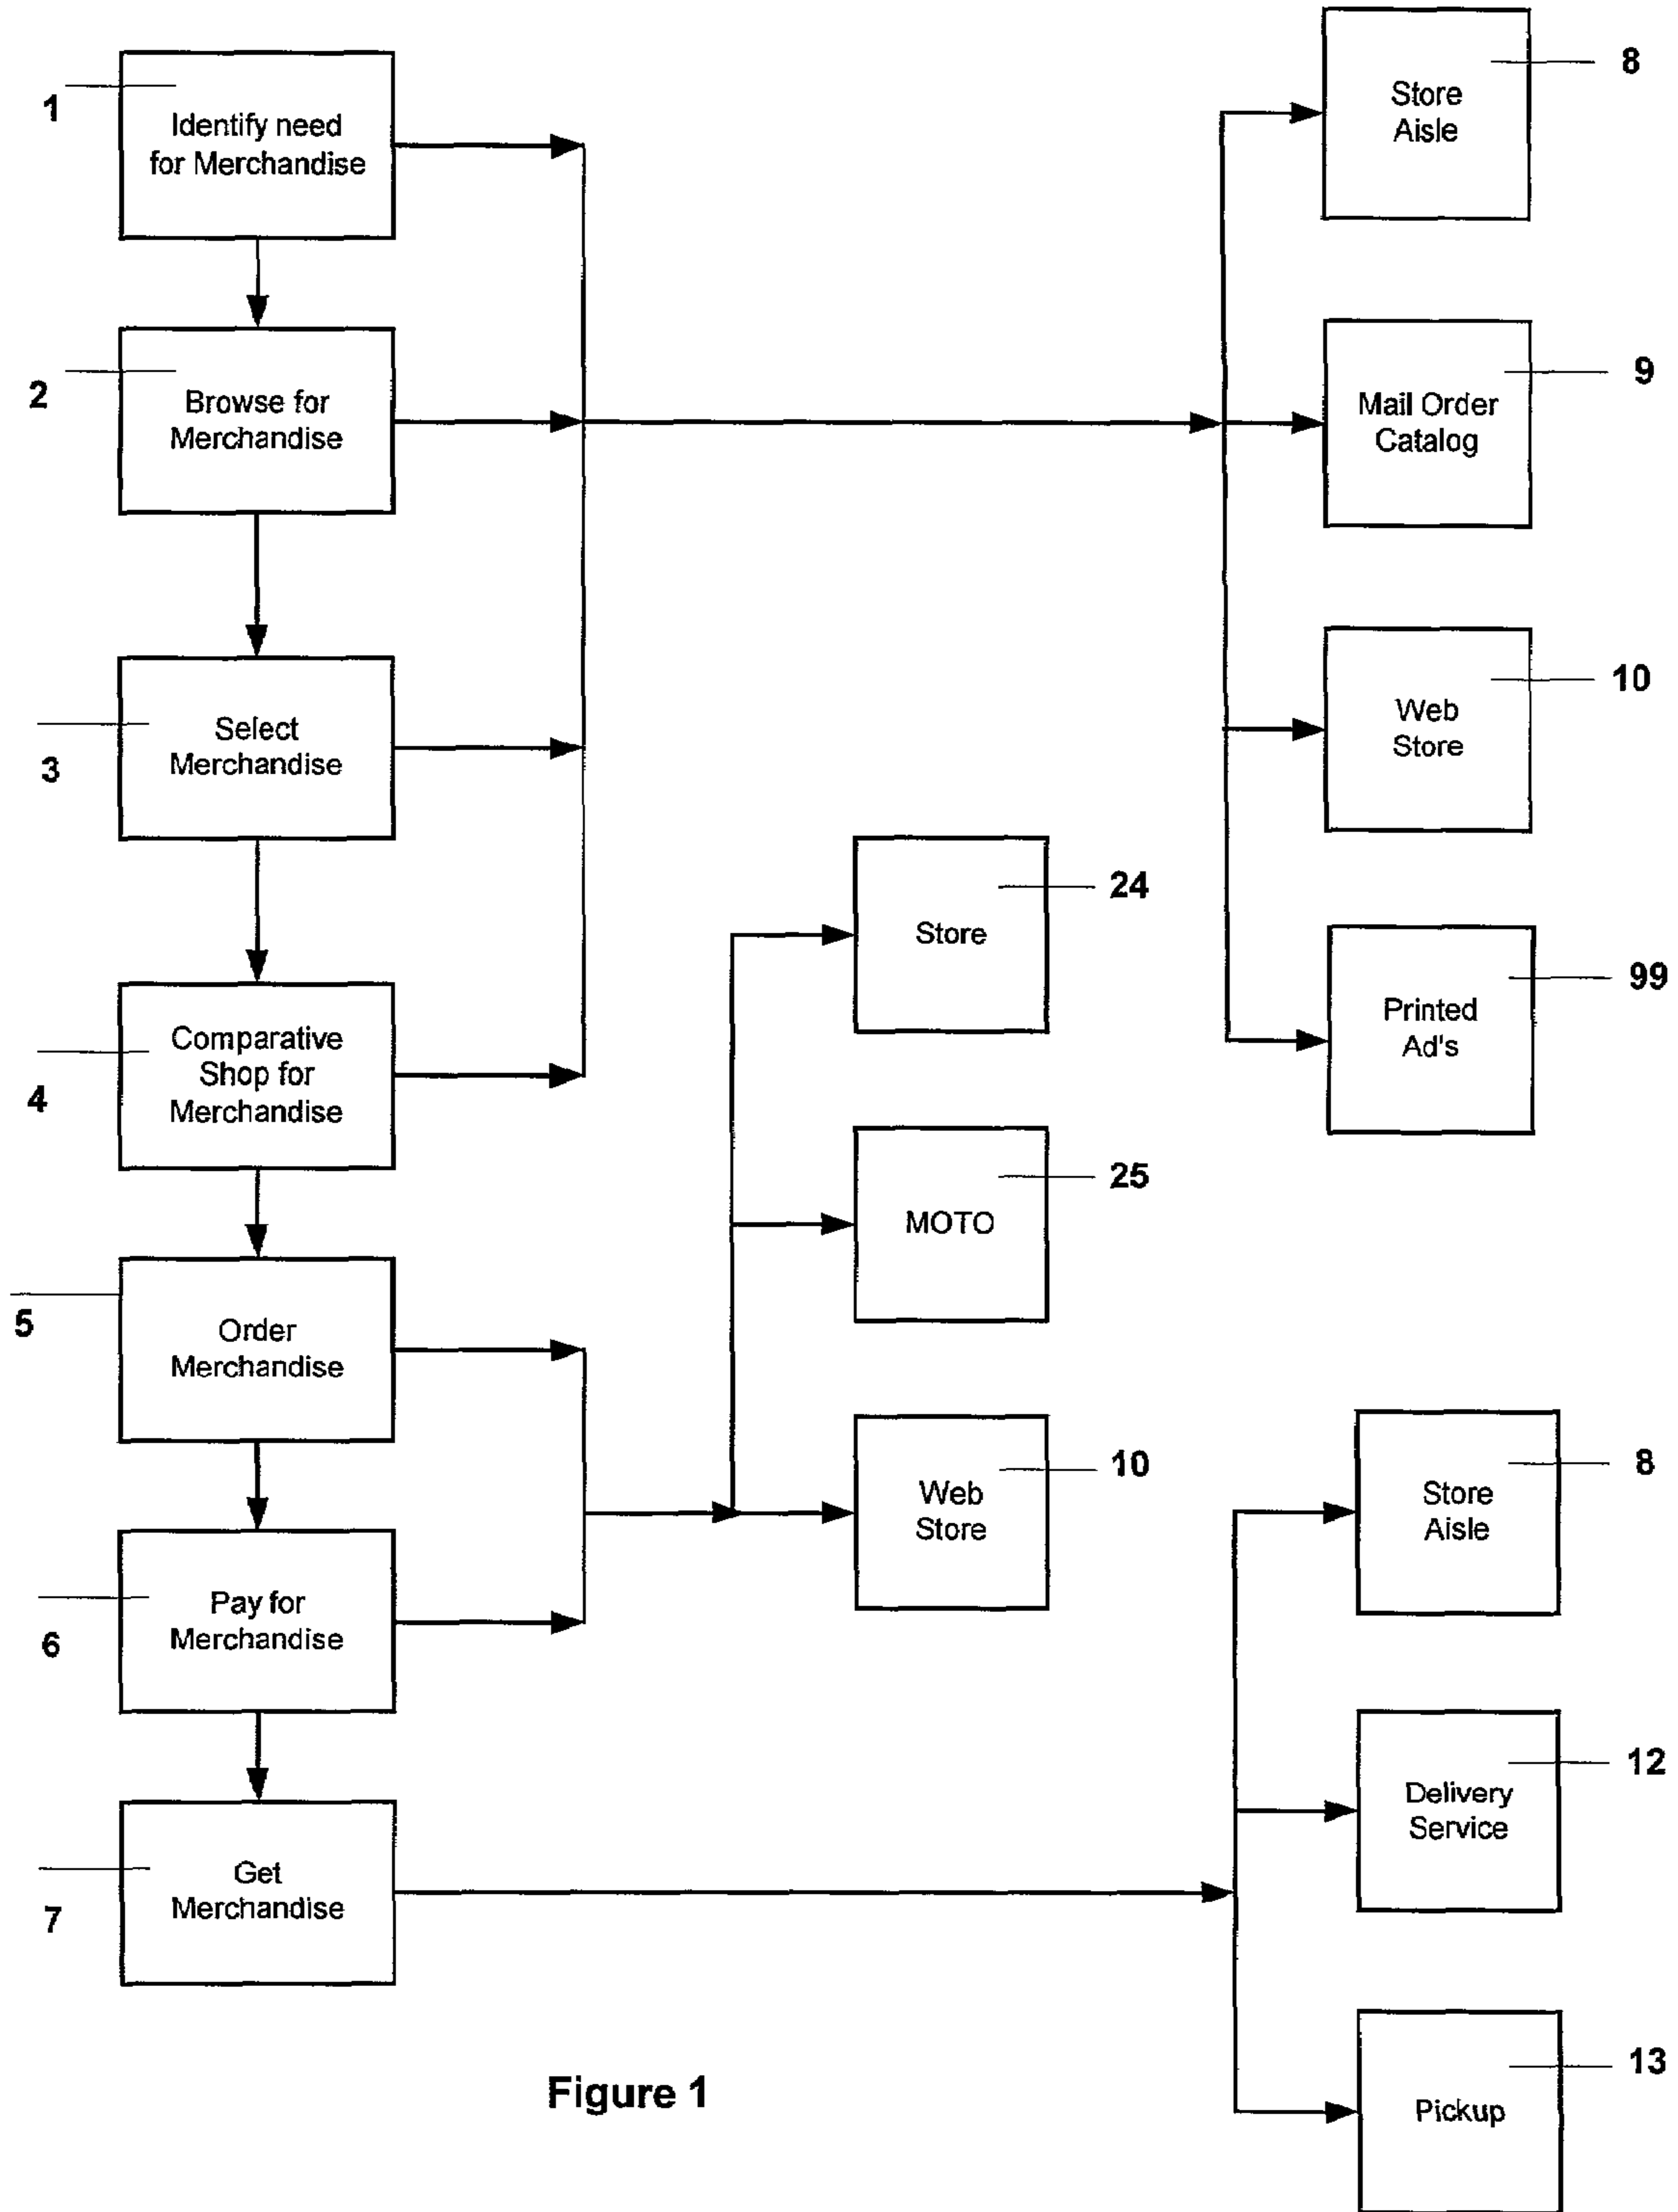 1
Identify need
for Merchandise
2
Browse for
Merchandise
3
Select
Merchandise
4
Comparative
Shop for
Merchandise
5
Order
Merchandise
6
Pay for
Merchandise
7
Get
Merchandise
24
Store
25
MOTO
10
Web
Store
8
Store
Aisle
9
Mail Order
Catalog
10
Web
Store
99
Printed
Ad's
8
Store
Aisle
12
Delivery
Service
13
Pickup
Figure 1